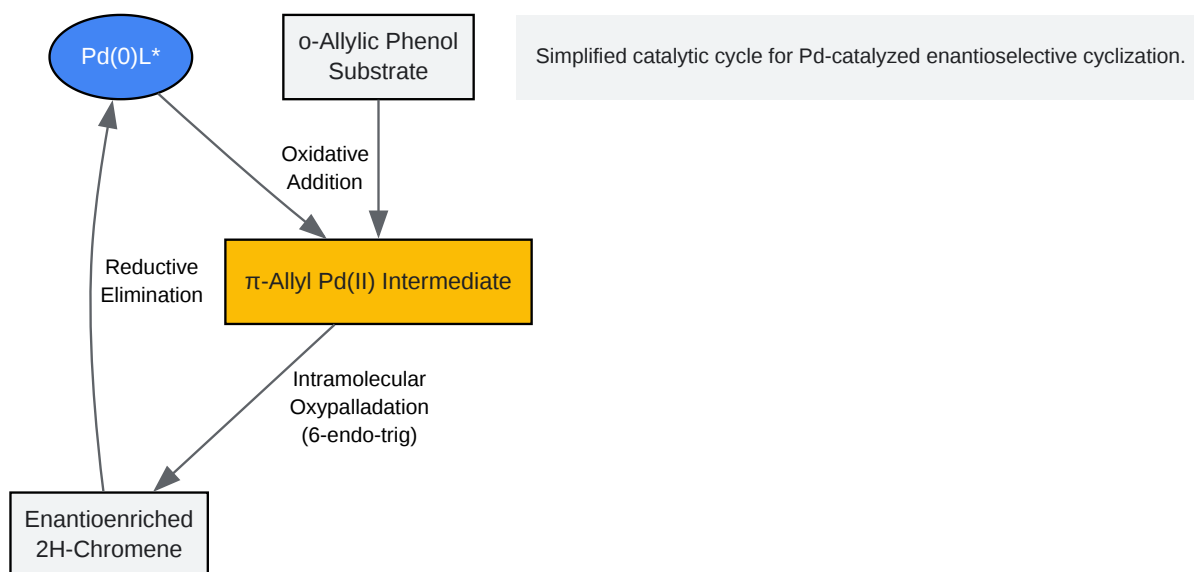 Pd(0)L*
o-Allylic Phenol
Substrate
Simplified catalytic cycle for Pd-catalyzed enantioselective cyclization.
Oxidative
Addition
Reductive
Elimination
π-Allyl Pd(II) Intermediate
Intramolecular
Oxypalladation
(6-endo-trig)
Enantioenriched
2H-Chromene